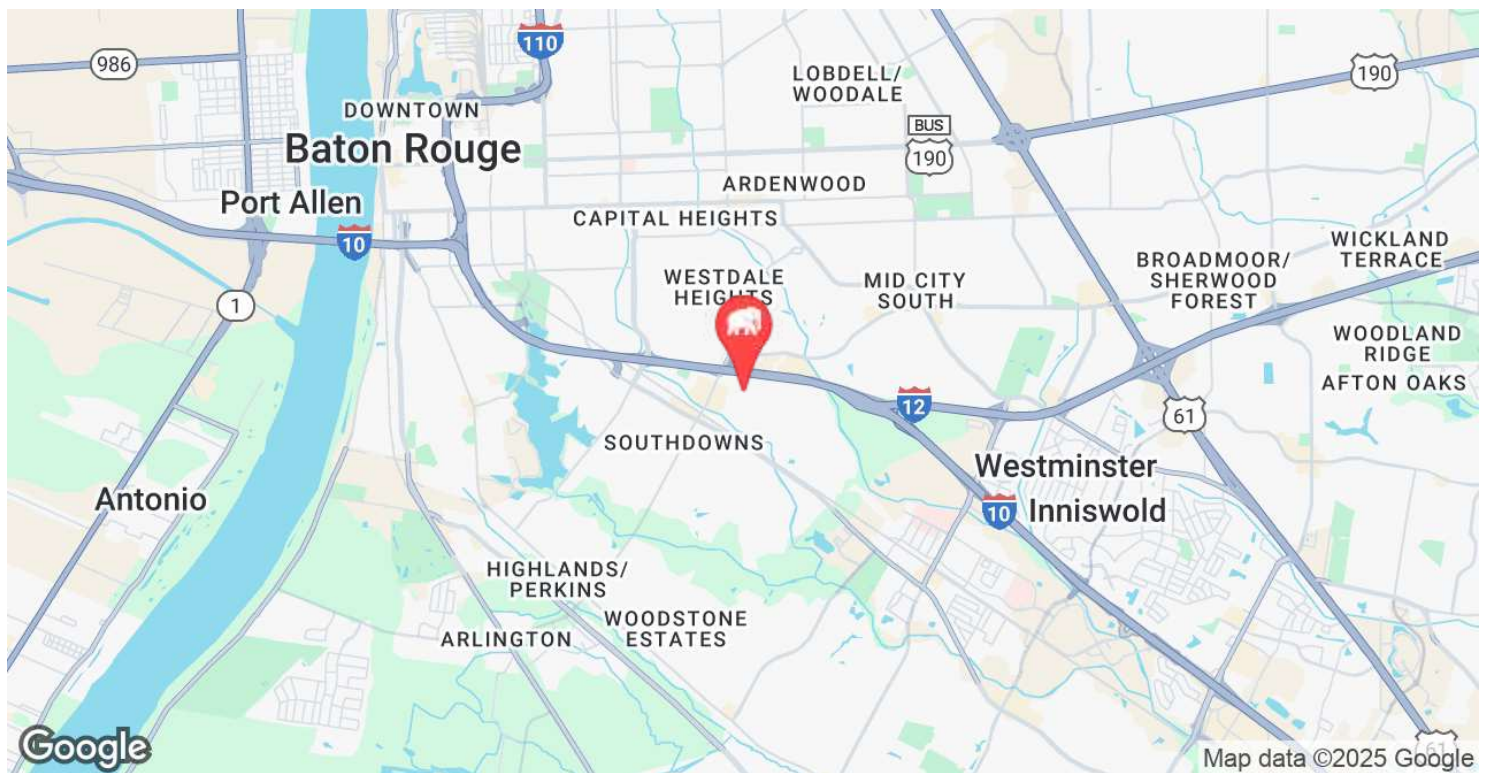 110
986
190
LOBDELL/
WOODALE
DOWNTOWN
Baton Rouge
BUS
190
ARDENWOOD
Port Allen
CAPITAL HEIGHTS
10
WICKLAND
TERRACE
BROADMOOR/
SHERWOOD
FOREST
WESTDALE
HEIGHTS
MID CITY
SOUTH
1
WOODLAND
RIDGE
AFTON OAKS
12
61
SOUTHDOWNS
Westminster
Antonio
10
Inniswold
HIGHLANDS/
PERKINS
WOODSTONE
ESTATES
ARLINGTON
61
Google
Map data ©2025 Google